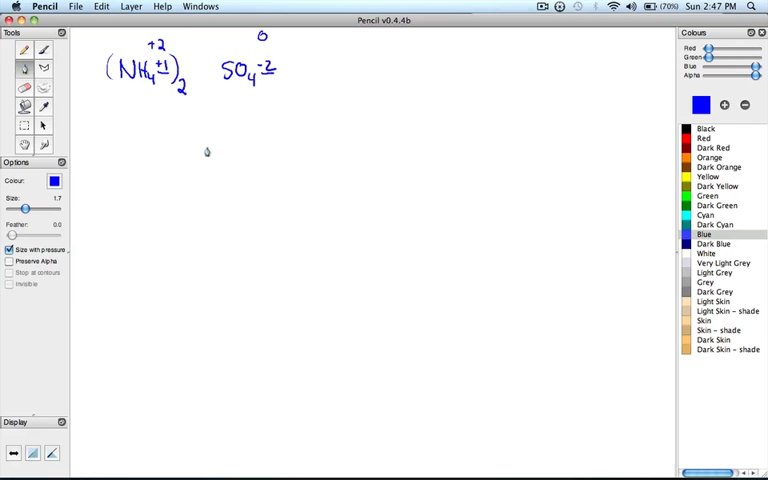 Pencil File Edit Layer Help Windows (70%) Sun 2:47 PM
Pencil v0.4.4b
Tools
Options
Colour:
Size: 1.7
Feather: 0.0
Size with pressure
Preserve Alpha
Stop at contours
Invisible
Display
+2 0
(NH4+1)2 SO4-2
Colours
Red
Green
Blue
Alpha
Black
Red
Dark Red
Orange
Dark Orange
Yellow
Dark Yellow
Green
Dark Green
Cyan
Dark Cyan
Blue
Dark Blue
White
Very Light Grey
Light Grey
Grey
Dark Grey
Light Skin
Light Skin - shade
Skin
Skin - shade
Dark Skin
Dark Skin - shade